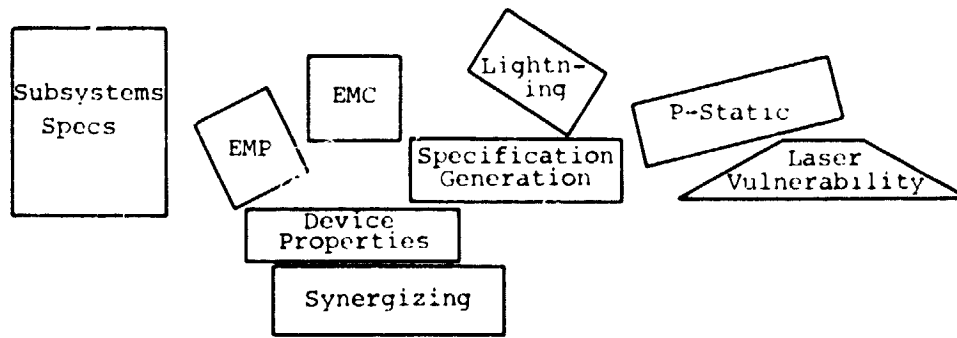 Subsystems
Specs
EMP
EMC
Lightn-
ing
P-Static
Specification
Generation
Laser
Vulnerability
Device
Properties
Synergizing